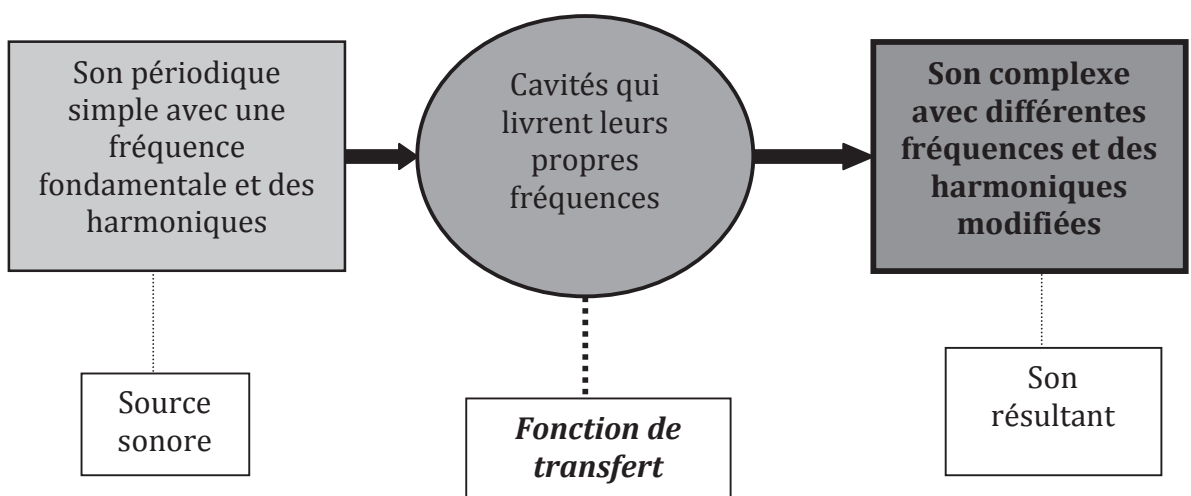 Son périodique
simple avec une
fréquence
fondamentale et des
harmoniques
Cavités qui
livrent leurs
propres
fréquences
Son complexe
avec différentes
fréquences et des
harmoniques
modifiées
Source
sonore
Fonction de
transfert
Son
résultant